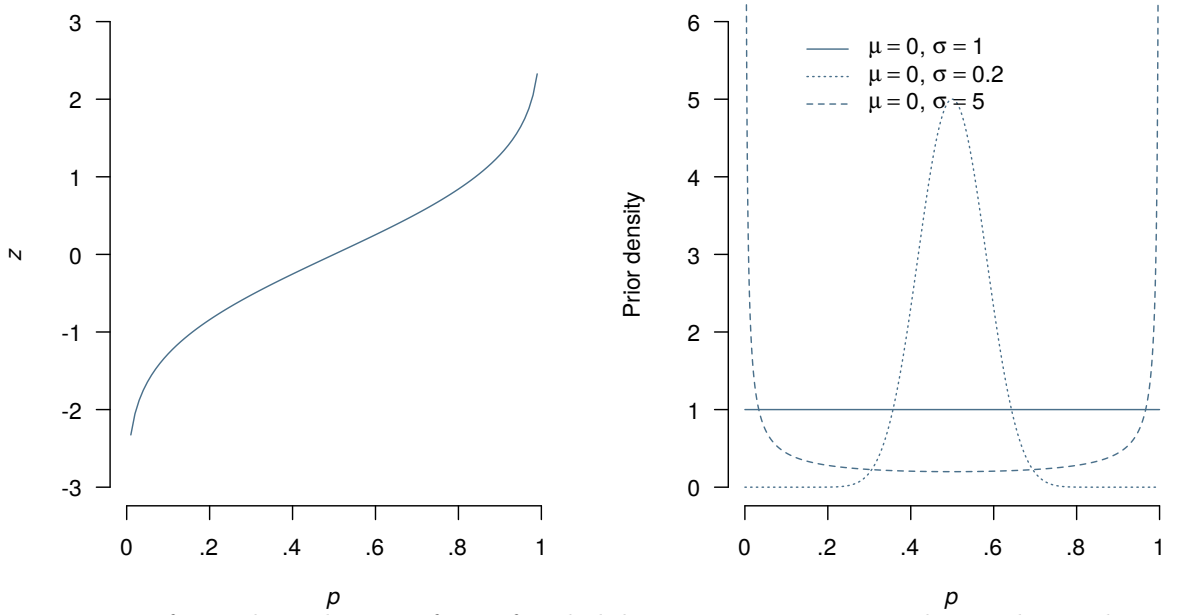 3
2
1
0
-1
-2
-3
z
0 .2 .4 .6 .8 1
p
6
5
4
3
2
1
0
Prior density
μ = 0, σ = 1
μ = 0, σ = 0.2
μ = 0, σ = 5
0 .2 .4 .6 .8 1
p